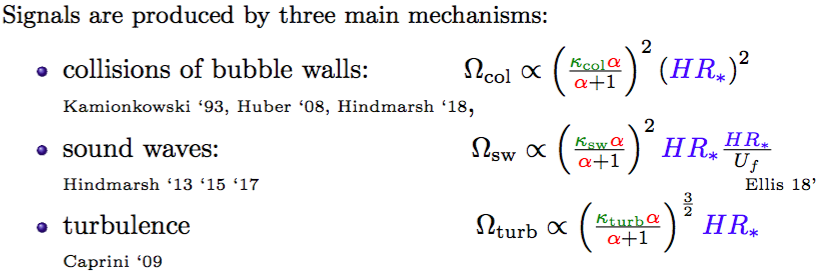 Signals are produced by three main mechanisms:
• collisions of bubble walls: Ω_col ∝ (κ_col α / α+1)^2 (HR_*)^2
Kamionkowski ‘93, Huber ‘08, Hindmarsh ‘18,
• sound waves: Ω_sw ∝ (κ_sw α / α+1)^2 HR_* HR_*/U_f
Hindmarsh ‘13 ‘15 ‘17 Ellis 18’
• turbulence Ω_turb ∝ (κ_turb α / α+1)^(3/2) HR_*
Caprini ‘09